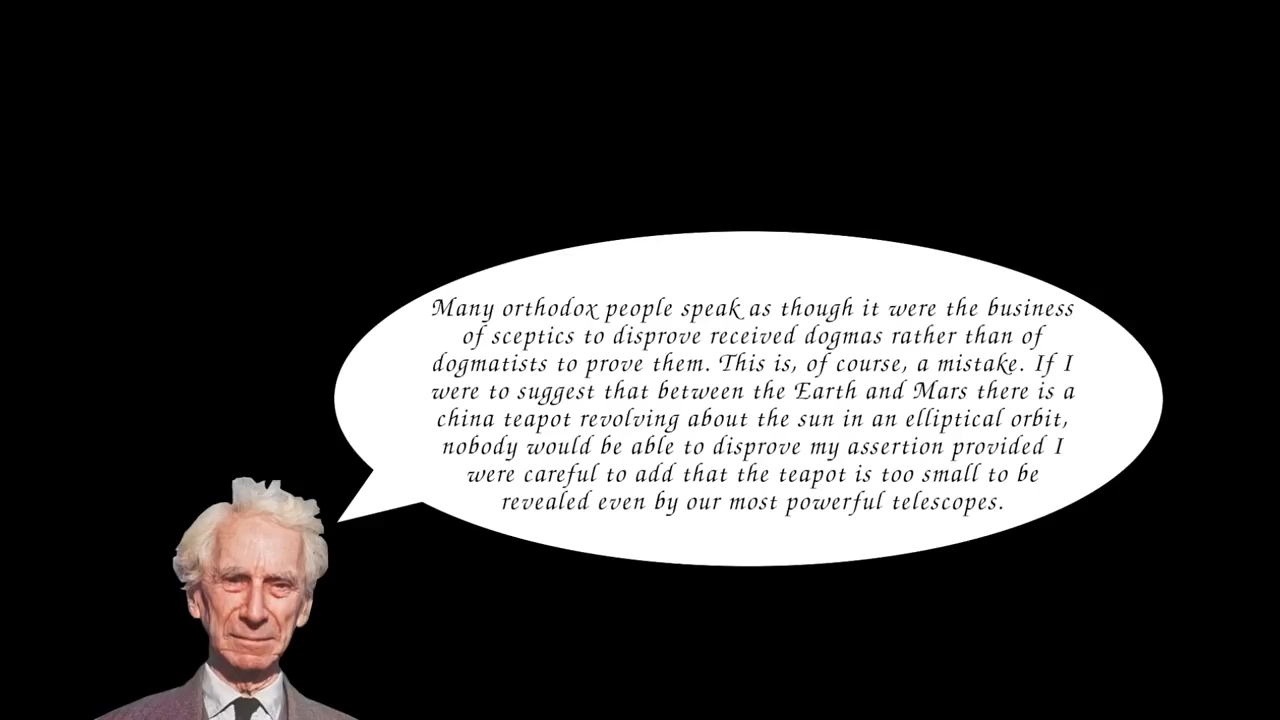 Many orthodox people speak as though it were the business
of sceptics to disprove received dogmas rather than of
dogmatists to prove them. This is, of course, a mistake. If I
were to suggest that between the Earth and Mars there is a
china teapot revolving about the sun in an elliptical orbit,
nobody would be able to disprove my assertion provided I
were careful to add that the teapot is too small to be
revealed even by our most powerful telescopes.